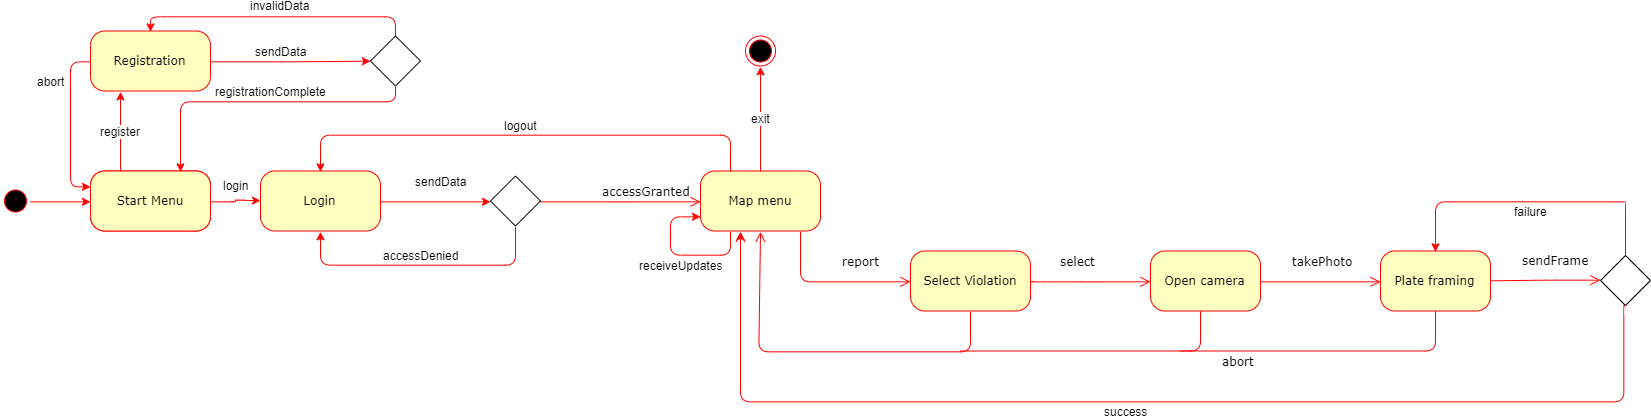 invalidData
Registration
sendData
abort
registrationComplete
register
exit
logout
Start Menu
login
Login
sendData
accessGranted
Map menu
accessDenied
receiveUpdates
report
Select Violation
select
Open camera
takePhoto
Plate framing
sendFrame
failure
abort
success